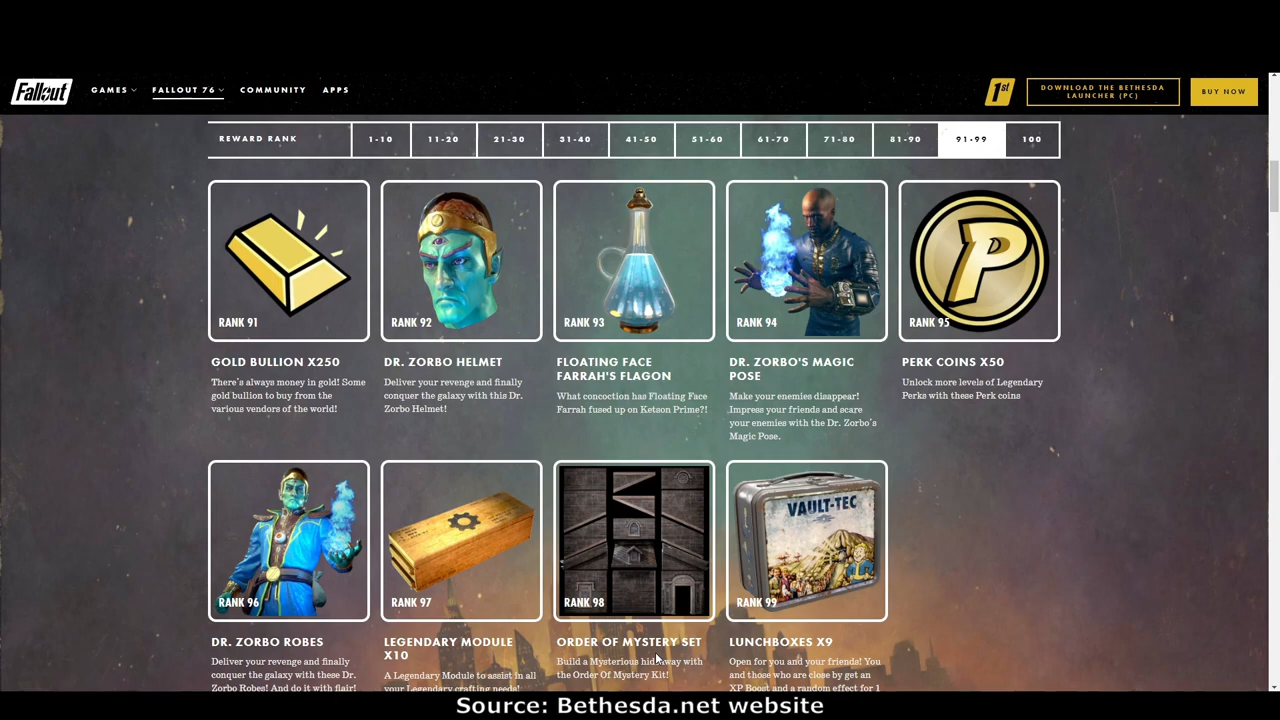 Fallout
GAMES
FALLOUT 76
COMMUNITY
APPS
1st
DOWNLOAD THE BETHESDA
LAUNCHER (PC)
BUY NOW
REWARD RANK
1-10
11-20
21-30
31-40
41-50
51-60
61-70
71-80
81-90
91-99
100
RANK 91
RANK 92
RANK 93
RANK 94
P
RANK 95
GOLD BULLION X250
There's always money in gold! Some
gold bullion to buy from the
various vendors of the world!
DR. ZORBO HELMET
Deliver your revenge and finally
conquer the galaxy with this Dr.
Zorbo Helmet!
FLOATING FACE
FARRAH'S FLAGON
What concoction has Floating Face
Farrah fused up on Ketson Prime?!
DR. ZORBO'S MAGIC
POSE
Make your enemies disappear!
Impress your friends and scare
your enemies with the Dr. Zorbo's
Magic Pose.
PERK COINS X50
Unlock more levels of Legendary
Perks with these Perk coins
RANK 96
RANK 97
RANK 98
VAULT-TEC
RANK 99
DR. ZORBO ROBES
Deliver your revenge and finally
conquer the galaxy with these Dr.
Zorbo Robes! And do it with flair!
LEGENDARY MODULE
X10
A Legendary Module to assist in all
your Legendary crafting needs!
ORDER OF MYSTERY SET
Build a Mysterious hideaway with
the Order Of Mystery Kit!
LUNCHBOXES X9
Open for you and your friends! You
and those who are close by get an
XP Boost and a random effect for 1
Source: Bethesda.net website